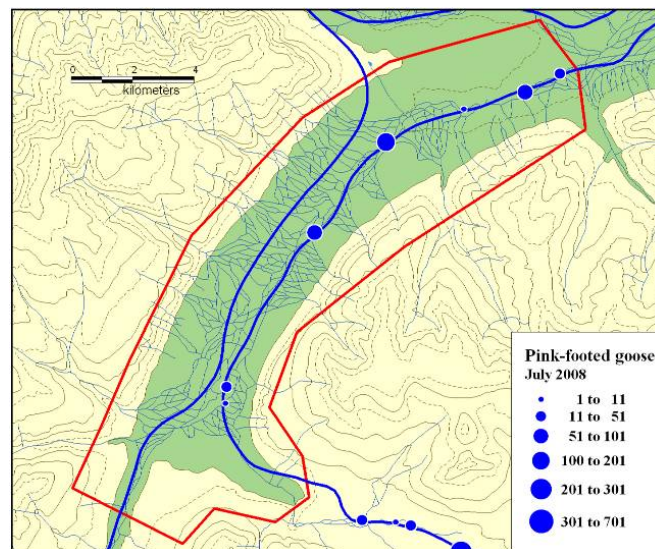 0 2 4
kilometers
Pink-footed goose
July 2008
1 to 11
11 to 51
51 to 101
100 to 201
201 to 301
301 to 701